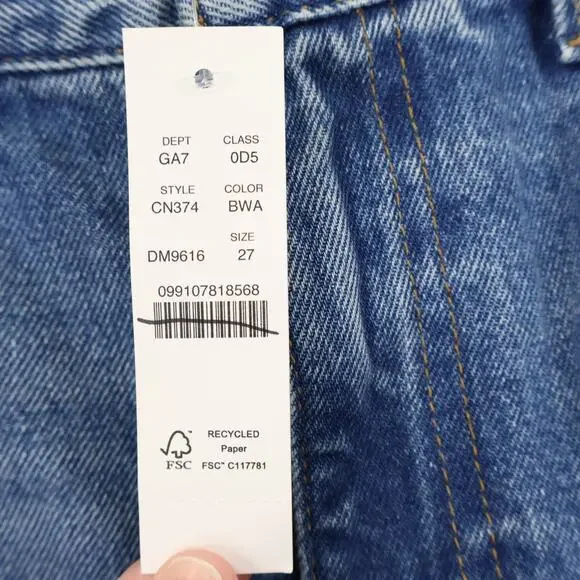 DEPT CLASS
GA7 0D5
STYLE COLOR
CN374 BWA
SIZE
DM9616 27
099107818568
RECYCLED
Paper
FSC FSC™ C117781